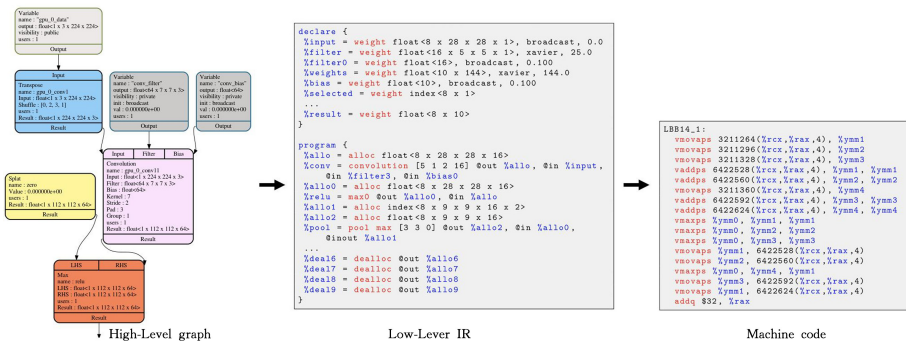 Variable
name : "gpu_0_data"
output : float<1 x 3 x 224 x 224>
visibility : public
users : 1
Output
Input
Transpose
name : gpu_0_conv1
Input : float<1 x 3 x 224 x 224>
Shuffle : [0, 2, 3, 1]
users : 1
Result : float<1 x 224 x 224 x 3>
Result
Variable
name : "conv_filter"
output : float<64 x 7 x 7 x 3>
visibility : private
init : broadcast
val : 0.000000e+00
users : 1
Output
Variable
name : "conv_bias"
output : float<64>
visibility : private
init : broadcast
val : 0.000000e+00
users : 1
Output
Input Filter Bias
Convolution
name : gpu_0_conv11
Input : float<1 x 224 x 224 x 3>
Filter : float<64 x 7 x 7 x 3>
Bias : float<64>
Kernel : 7
Stride : 2
Pad : 3
Group : 1
users : 1
Result : float<1 x 112 x 112 x 64>
Result
Splat
name : zero
Value : 0.000000e+00
users : 1
Result : float<1 x 112 x 112 x 64>
Result
LHS RHS
Max
name : relu
LHS : float<1 x 112 x 112 x 64>
RHS : float<1 x 112 x 112 x 64>
users : 1
Result : float<1 x 112 x 112 x 64>
Result
High-Level graph
declare {
%input = weight float<8 x 28 x 28 x 1>, broadcast, 0.0
%filter = weight float<16 x 5 x 5 x 1>, xavier, 25.0
%filter0 = weight float<16>, broadcast, 0.100
%weights = weight float<10 x 144>, xavier, 144.0
%bias = weight float<10>, broadcast, 0.100
%selected = weight index<8 x 1>
...
%result = weight float<8 x 10>
}
program {
%allo = alloc float<8 x 28 x 28 x 16>
%conv = convolution [5 1 2 16] @out %allo, @in %input,
@in %filter3, @in %bias0
%allo0 = alloc float<8 x 28 x 28 x 16>
%relu = max0 @out %allo0, @in %allo
%allo1 = alloc index<8 x 9 x 9 x 16 x 2>
%allo2 = alloc float<8 x 9 x 9 x 16>
%pool = pool max [3 3 0] @out %allo2, @in %allo0,
@inout %allo1
...
%deal6 = dealloc @out %allo6
%deal7 = dealloc @out %allo7
%deal8 = dealloc @out %allo8
%deal9 = dealloc @out %allo9
}
Low-Lever IR
LBB14_1:
vmovaps 3211264(%rcx,%rax,4), %ymm1
vmovaps 3211296(%rcx,%rax,4), %ymm2
vmovaps 3211328(%rcx,%rax,4), %ymm3
vaddps 6422528(%rcx,%rax,4), %ymm1, %ymm1
vaddps 6422560(%rcx,%rax,4), %ymm2, %ymm2
vmovaps 3211360(%rcx,%rax,4), %ymm4
vaddps 6422592(%rcx,%rax,4), %ymm3, %ymm3
vaddps 6422624(%rcx,%rax,4), %ymm4, %ymm4
vmaxps %ymm0, %ymm1, %ymm1
vmaxps %ymm0, %ymm2, %ymm2
vmaxps %ymm0, %ymm3, %ymm3
vmovaps %ymm1, 6422528(%rcx,%rax,4)
vmovaps %ymm2, 6422560(%rcx,%rax,4)
vmaxps %ymm0, %ymm4, %ymm1
vmovaps %ymm3, 6422592(%rcx,%rax,4)
vmovaps %ymm1, 6422624(%rcx,%rax,4)
addq $32, %rax
Machine code